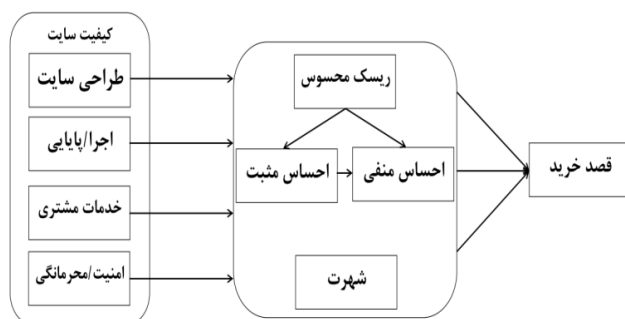 کیفیت سایت
طراحی سایت
اجرا/پایایی
خدمات مشتری
امنیت/محرمانگی
ریسک محسوس
احساس مثبت
احساس منفی
شهرت
قصد خرید